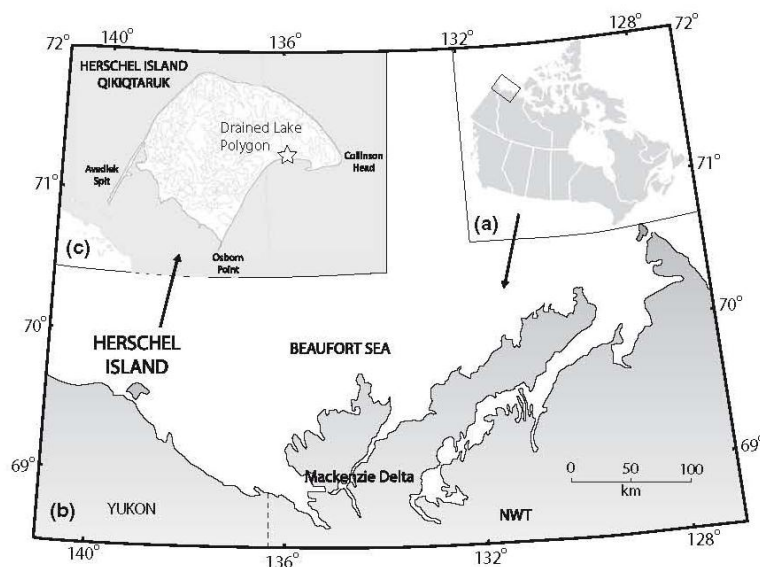 72° 140° 136° 132° 128° 72°
HERSCHEL ISLAND
QIKIQTARUK
Drained Lake
Polygon
Avadlek
Spit
Collinson
Head
71° 71°
(c)
Osborn
Point
(a)
70° 70°
HERSCHEL
ISLAND
BEAUFORT SEA
69° 69°
Mackenzie Delta
0 50 100
km
(b)
YUKON
NWT
140° 136° 132° 128°